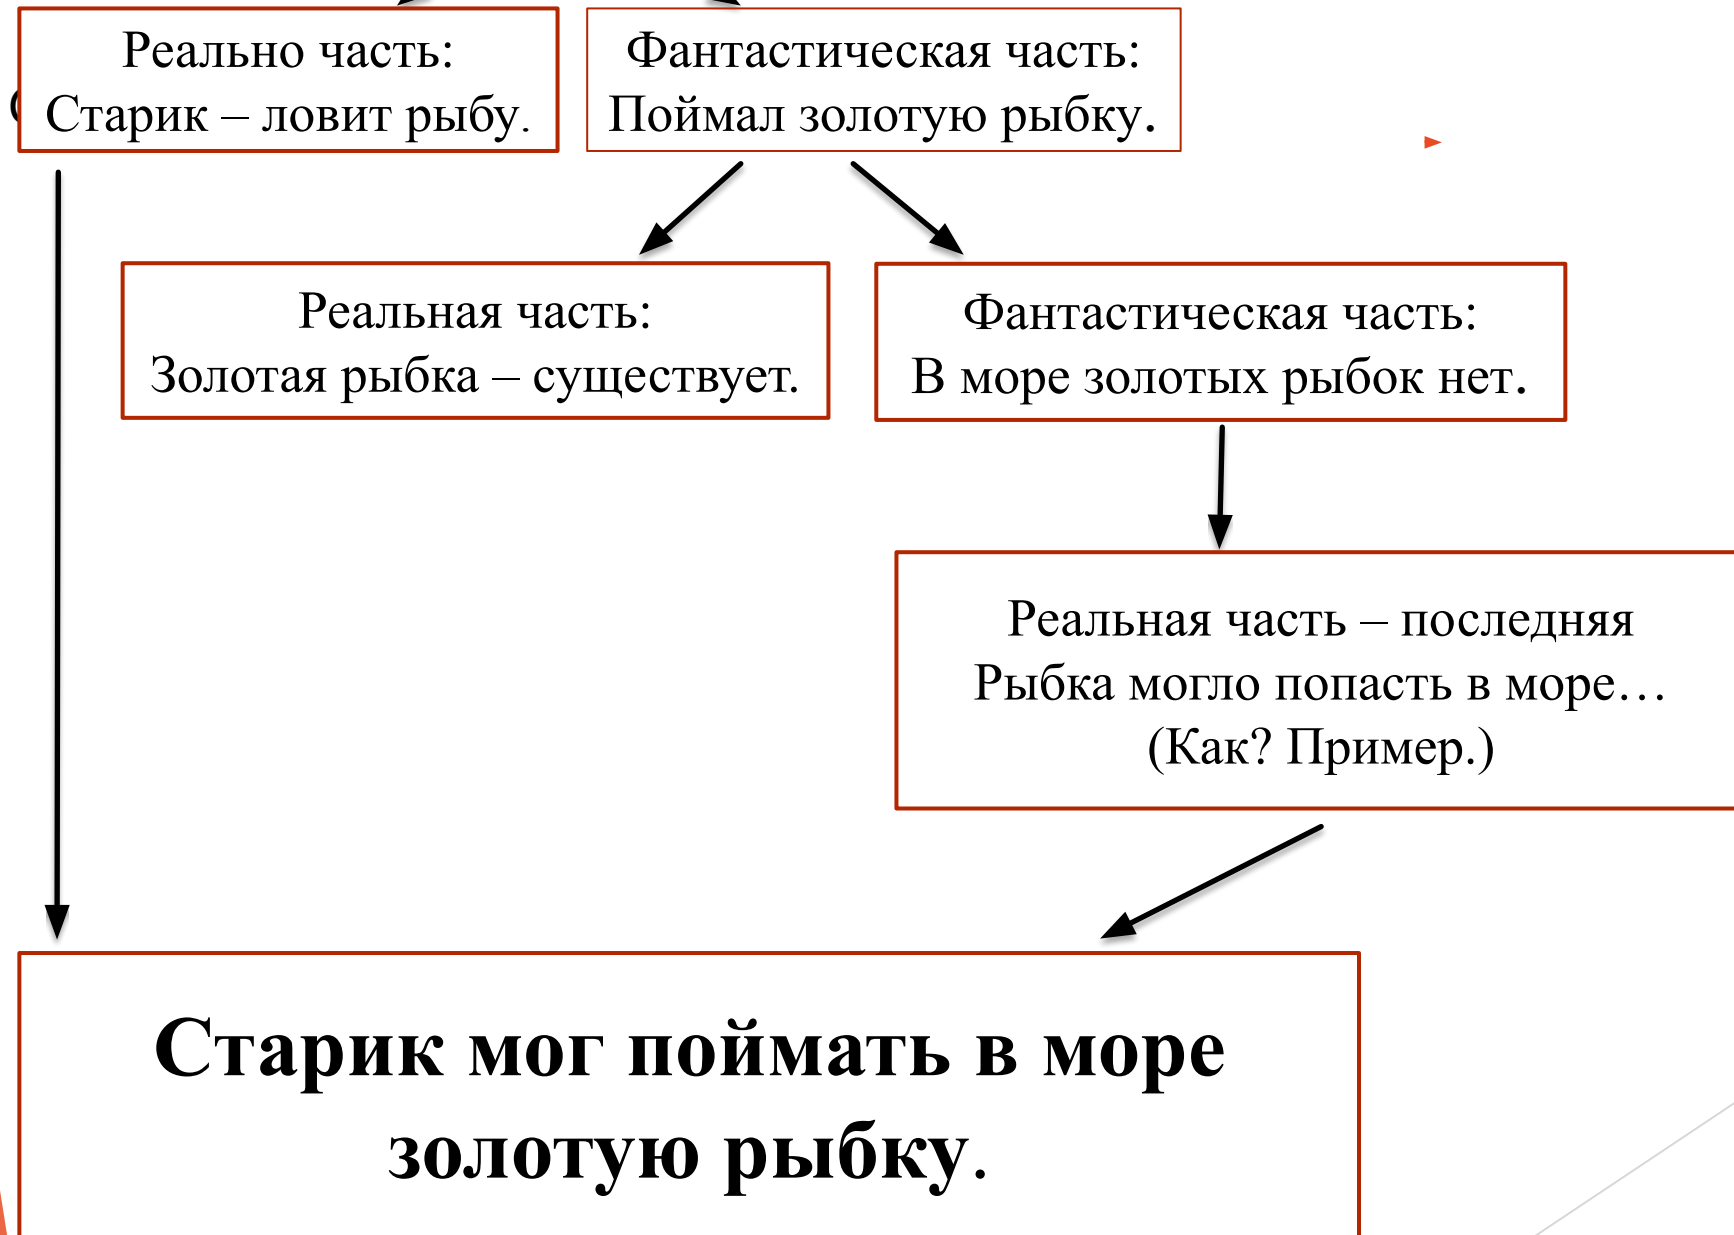 Реально часть:
Старик – ловит рыбу.
Фантастическая часть:
Поймал золотую рыбку.
Реальная часть:
Золотая рыбка – существует.
Фантастическая часть:
В море золотых рыбок нет.
Реальная часть – последняя
Рыбка могло попасть в море…
(Как? Пример.)
Старик мог поймать в море
золотую рыбку.